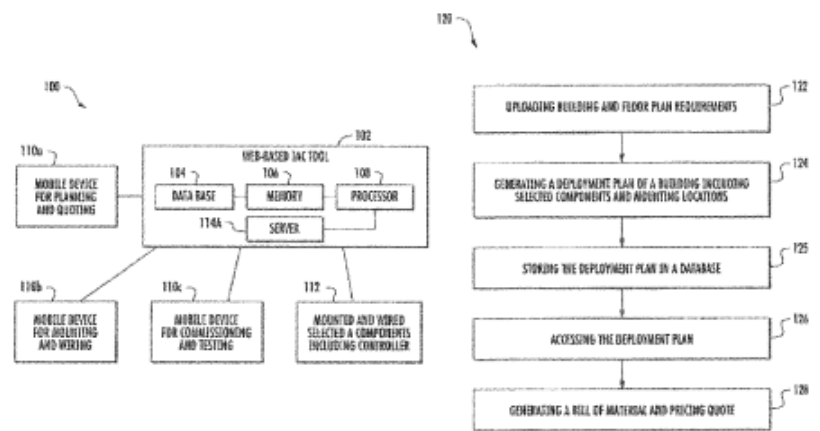 100
102
WEB-BASED IAC TOOL
110a
MOBILE DEVICE
FOR PLANNING
AND QUOTING
104
DATA BASE
106
MEMORY
108
PROCESSOR
114A
SERVER
110b
MOBILE DEVICE
FOR MOUNTING
AND WIRING
110c
MOBILE DEVICE
FOR COMMISSIONING
AND TESTING
112
MOUNTED AND WIRED
SELECTED A COMPONENTS
INCLUDING CONTROLLER
120
122
UPLOADING BUILDING AND FLOOR PLAN REQUIREMENTS
124
GENERATING A DEPLOYMENT PLAN OF A BUILDING INCLUDING
SELECTED COMPONENTS AND MOUNTING LOCATIONS
125
STORING THE DEPLOYMENT PLAN IN A DATABASE
126
ACCESSING THE DEPLOYMENT PLAN
128
GENERATING A BILL OF MATERIAL AND PRICING QUOTE